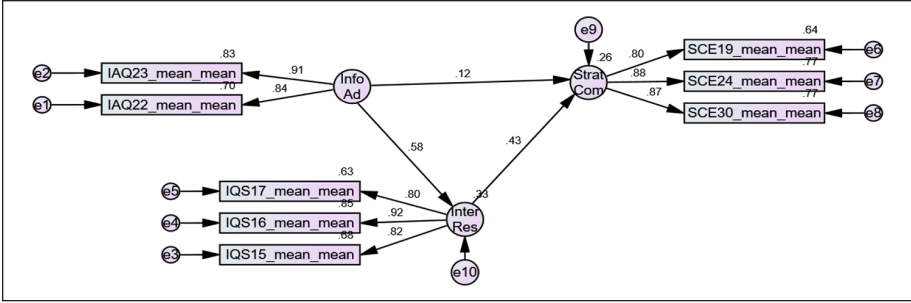 e9
.64
.26
.83
.80
SCE19_mean_mean
e6
e2
IAQ23_mean_mean
.91
Info
Ad
.12
Strat
Com
.77
.88
SCE24_mean_mean
e7
.70
.84
e1
IAQ22_mean_mean
.87
.77
SCE30_mean_mean
e8
.58
.43
.63
e5
IQS17_mean_mean
.80
.33
.85
e4
IQS16_mean_mean
.92
Inter
Res
.68
.82
e3
IQS15_mean_mean
e10